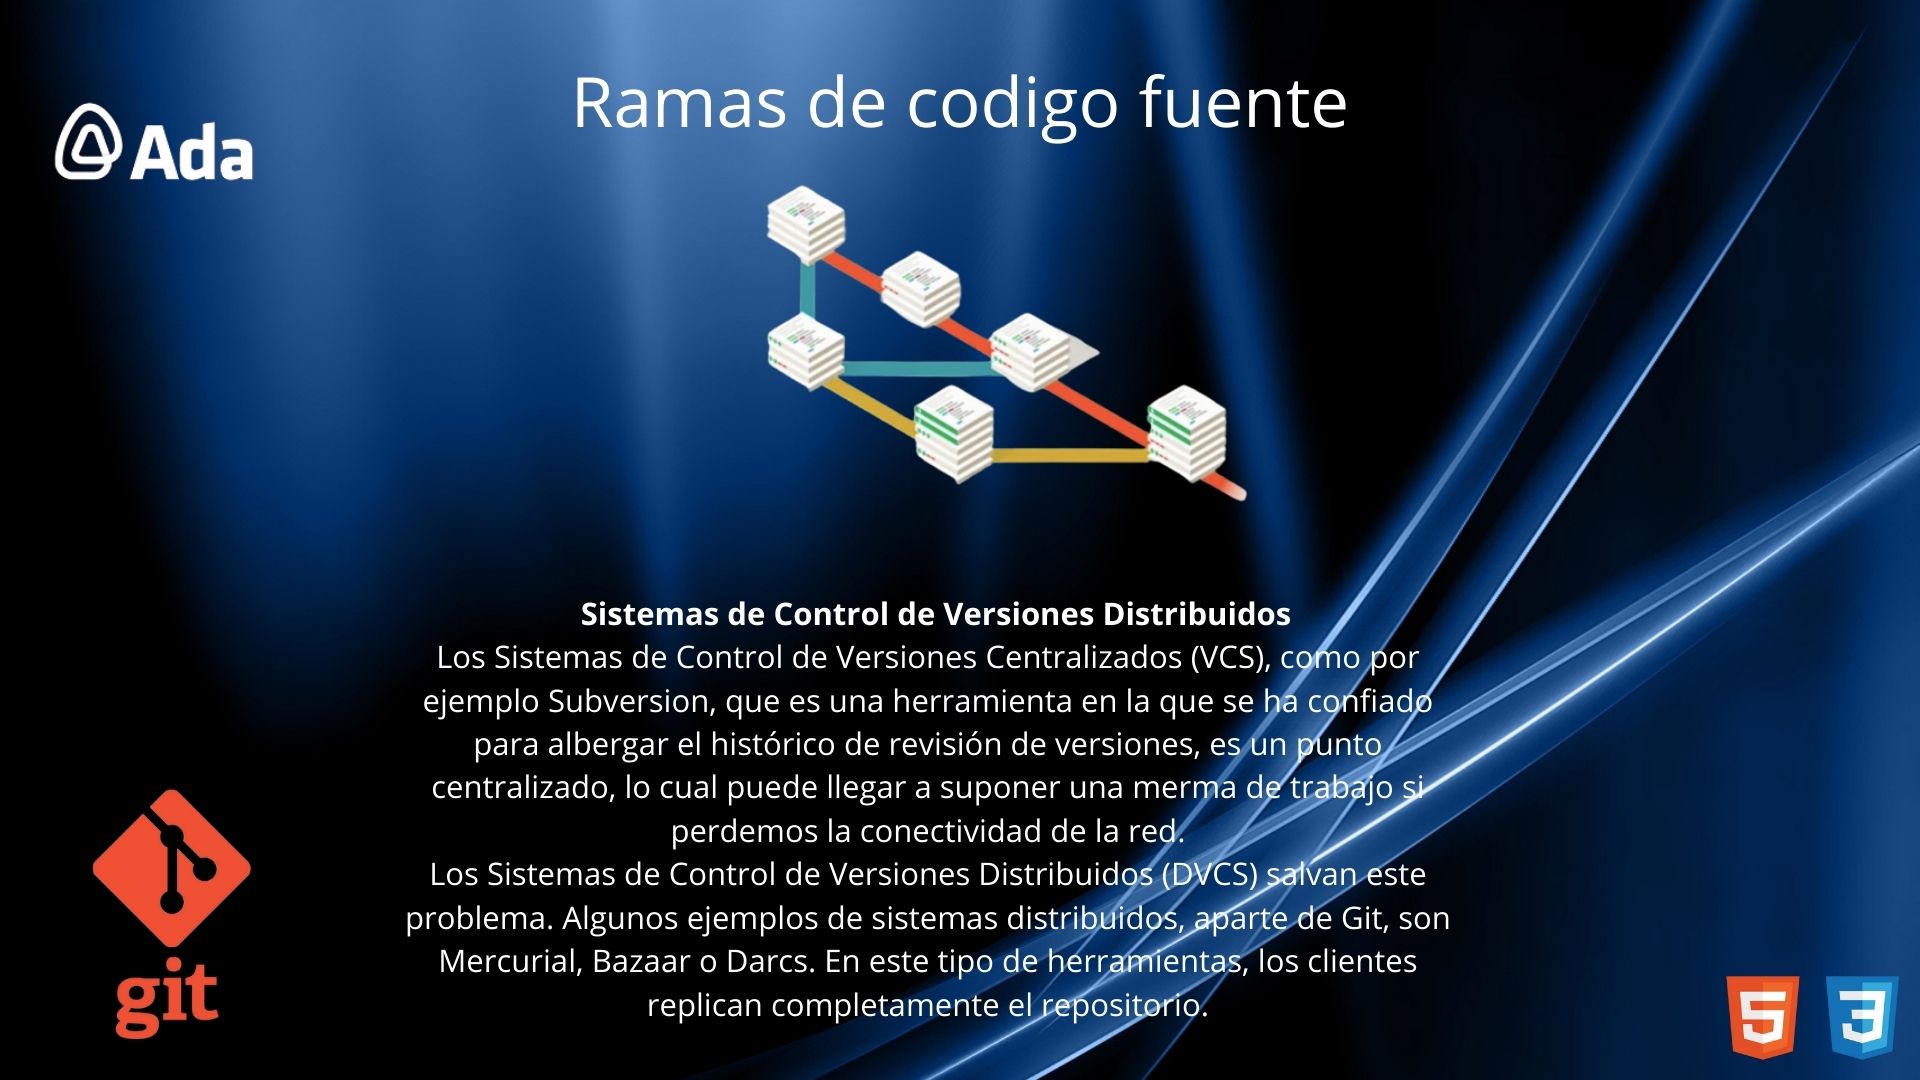 Ramas de codigo fuente
Ada
Sistemas de Control de Versiones Distribuidos
Los Sistemas de Control de Versiones Centralizados (VCS), como por
ejemplo Subversion, que es una herramienta en la que se ha confiado
para albergar el histórico de revisión de versiones, es un punto
centralizado, lo cual puede llegar a suponer una merma de trabajo si
perdemos la conectividad de la red.
Los Sistemas de Control de Versiones Distribuidos (DVCS) salvan este
problema. Algunos ejemplos de sistemas distribuidos, aparte de Git, son
Mercurial, Bazaar o Darcs. En este tipo de herramientas, los clientes
replican completamente el repositorio.
git
5 3